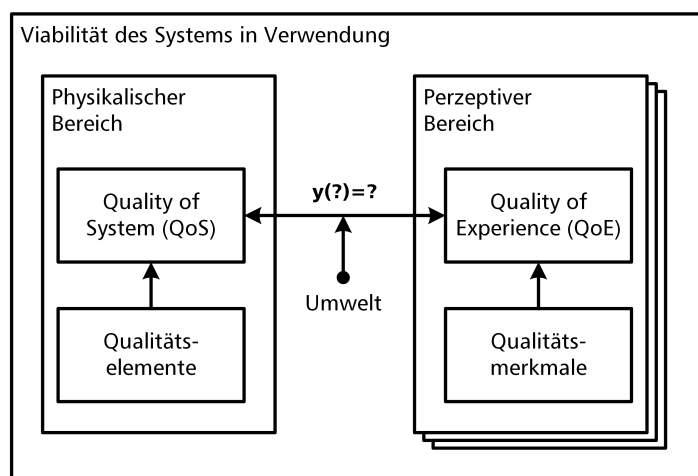 Viabilität des Systems in Verwendung
Physikalischer
Bereich
Quality of
System (QoS)
Qualitäts-
elemente
y(?)=?
Umwelt
Perzeptiver
Bereich
Quality of
Experience (QoE)
Qualitäts-
merkmale